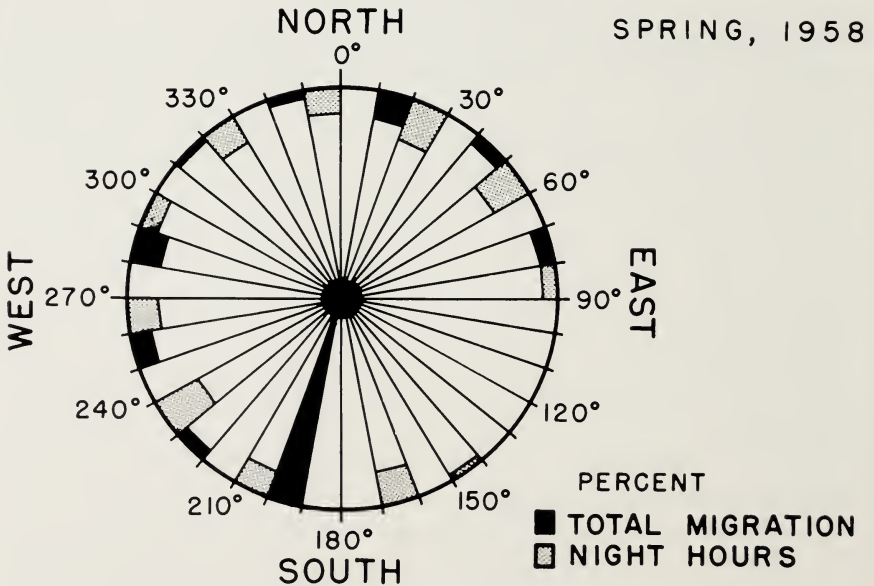 NORTH
SPRING, 1958
0°
330°
30°
300°
60°
WEST
270°
90°
EAST
240°
120°
210°
150°
180°
SOUTH
PERCENT
TOTAL MIGRATION
NIGHT HOURS